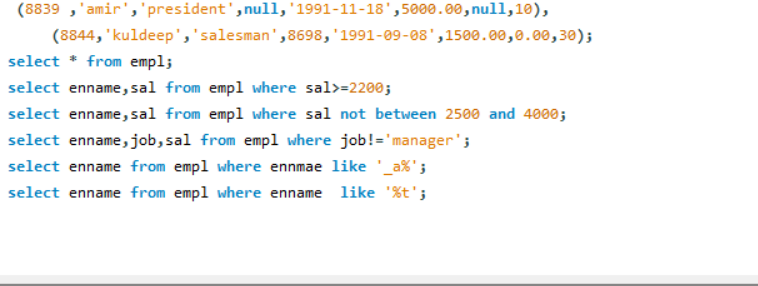 (8839 ,'amir','president',null,'1991-11-18',5000.00,null,10),
(8844,'kuldeep','salesman',8698,'1991-09-08',1500.00,0.00,30);
select * from empl;
select enname,sal from empl where sal>=2200;
select enname,sal from empl where sal not between 2500 and 4000;
select enname,job,sal from empl where job!='manager';
select enname from empl where ennmae like '_a%';
select enname from empl where enname  like '%t';